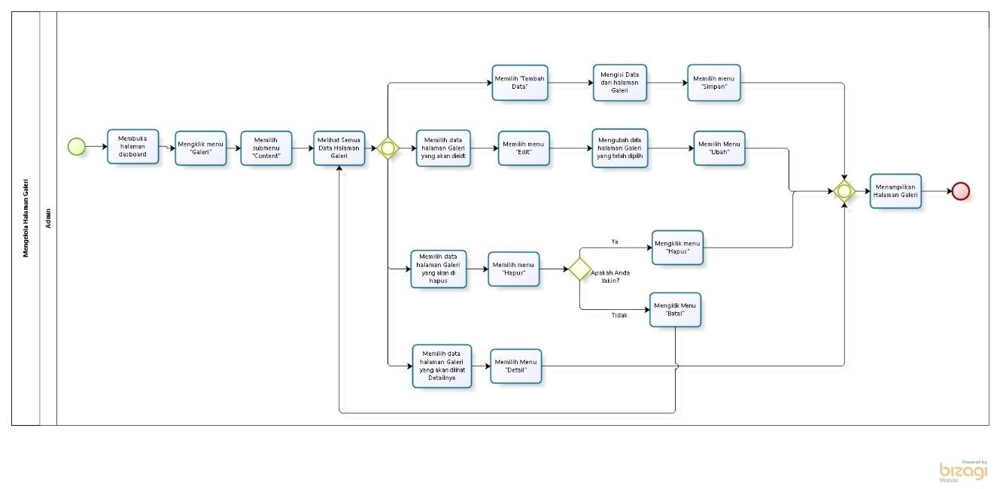 Mengelola Halaman Galeri
Admin
Membuka
halaman
dasboard
Mengklik menu
"Galeri"
Memilih
submenu
"Content"
Melihat Semua
Data Halaman
Galeri
Memilih "Tambah
Data"
Mengisi Data
dari halaman
Galeri
Memilih menu
"Simpan"
Memilih data
halaman Galeri
yang akan dieidt
Memilih menu
"Edit"
Mengubah data
halaman Galeri
yang telah dipilih
Memilih Menu
"Ubah"
Memilih data
halaman Galeri
yang akan di
hapus
Memilih menu
"Hapus"
Apakah Anda
Yakin?
Ya
Mengklik menu
"Hapus"
Tidak
Mengklik Menu
"Batal"
Memilih data
halaman Galeri
yang akan dilihat
Detailnya
Memilih Menu
"Detail"
Menampilkan
Halaman Galeri
Powered by
bizagi
Modeler